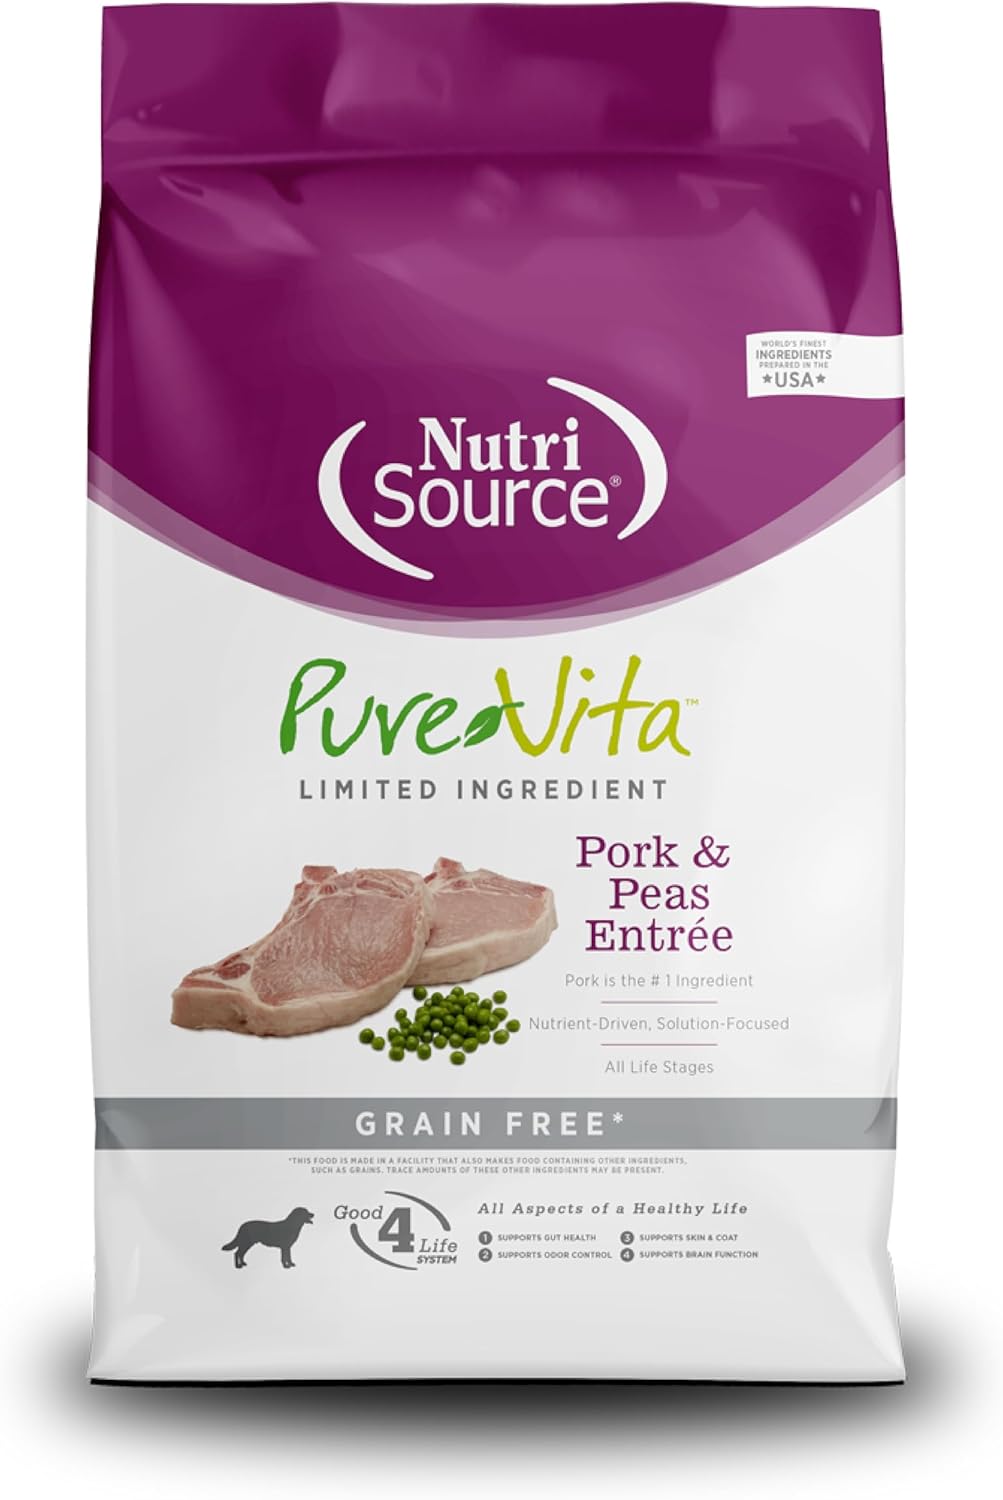 WORLD'S FINEST
INGREDIENTS
PREPARED IN THE
★USA★
Nutri
Source®
PureVita™
LIMITED INGREDIENT
Pork &
Peas
Entrée
Pork is the # 1 Ingredient
Nutrient-Driven, Solution-Focused
All Life Stages
GRAIN FREE*
*THIS FOOD IS MADE IN A FACILITY THAT ALSO MAKES FOOD CONTAINING OTHER INGREDIENTS,
SUCH AS GRAINS. TRACE AMOUNTS OF THESE OTHER INGREDIENTS MAY BE PRESENT.
Good
4
Life
SYSTEM
All Aspects of a Healthy Life
1 SUPPORTS GUT HEALTH
2 SUPPORTS ODOR CONTROL
3 SUPPORTS SKIN & COAT
4 SUPPORTS BRAIN FUNCTION